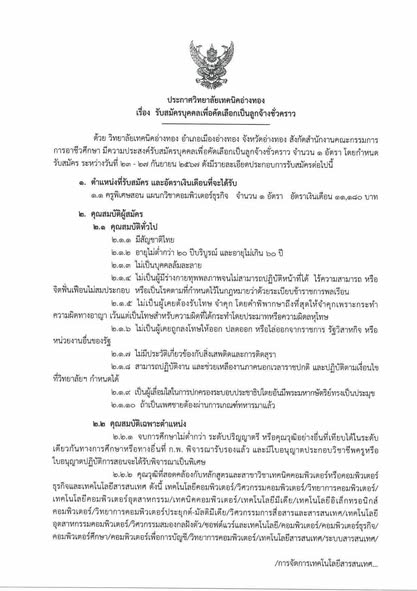 ประกาศวิทยาลัยเทคนิคอ่างทอง
เรื่อง รับสมัครบุคคลเพื่อคัดเลือกเป็นลูกจ้างชั่วคราว
ด้วย วิทยาลัยเทคนิคอ่างทอง อำเภอเมืองอ่างทอง จังหวัดอ่างทอง สังกัดสำนักงานคณะกรรมการ
การอาชีวศึกษา มีความประสงค์รับสมัครบุคคลเพื่อคัดเลือกเป็นลูกจ้างชั่วคราว จำนวน ๑ อัตรา โดยกำหนด
รับสมัคร ระหว่างวันที่ ๒๓ - ๒๗ กันยายน ๒๕๖๗ ดังมีรายละเอียดประกอบการรับสมัครต่อไปนี้
๑. ตำแหน่งที่รับสมัคร และอัตราเงินเดือนที่จะได้รับ
๑.๑ ครูพิเศษสอน แผนกวิชาคอมพิวเตอร์ธุรกิจ จำนวน ๑ อัตรา อัตราเงินเดือน ๑๑,๑๘๐ บาท
๒. คุณสมบัติผู้สมัคร
๒.๑ คุณสมบัติทั่วไป
๒.๑.๑ มีสัญชาติไทย
๒.๑.๒ อายุไม่ต่ำกว่า ๒๐ ปีบริบูรณ์ และอายุไม่เกิน ๖๐ ปี
๒.๑.๓ ไม่เป็นบุคคลล้มละลาย
๒.๑.๔ ไม่เป็นผู้มีร่างกายทุพพลภาพจนไม่สามารถปฏิบัติหน้าที่ได้ ไร้ความสามารถ หรือ
จิตฟั่นเฟือนไม่สมประกอบ หรือเป็นโรคตามที่กำหนดไว้ในกฎหมายว่าด้วยระเบียบข้าราชการพลเรือน
๒.๑.๕ ไม่เป็นผู้เคยต้องรับโทษ จำคุก โดยคำพิพากษาถึงที่สุดให้จำคุกเพราะกระทำ
ความผิดทางอาญา เว้นแต่เป็นโทษสำหรับความผิดที่ได้กระทำโดยประมาทหรือความผิดลหุโทษ
๒.๑.๖ ไม่เป็นผู้เคยถูกลงโทษให้ออก ปลดออก หรือไล่ออกจากราชการ รัฐวิสาหกิจ หรือ
หน่วยงานอื่นของรัฐ
๒.๑.๗ ไม่มีประวัติเกี่ยวข้องกับสิ่งเสพติดและการติดสุรา
๒.๑.๘ สามารถปฏิบัติงาน และช่วยเหลืองานภาคนอกเวลาราชปกติ และปฏิบัติตามเงื่อนไข
ที่วิทยาลัยฯ กำหนดได้
๒.๑.๙ เป็นผู้เลื่อมใสในการปกครองระบอบประชาธิปไตยอันมีพระมหากษัตริย์ทรงเป็นประมุข
๒.๑.๑๐ ถ้าเป็นเพศชายต้องผ่านการเกณฑ์ทหารมาแล้ว
๒.๒ คุณสมบัติเฉพาะตำแหน่ง
๒.๒.๑ จบการศึกษาไม่ต่ำกว่า ระดับปริญญาตรี หรือคุณวุฒิอย่างอื่นที่เทียบได้ในระดับ
เดียวกันทางการศึกษาหรือทางอื่นที่ ก.พ. พิจารณารับรองแล้ว และมีใบอนุญาตประกอบวิชาชีพครูหรือ
ใบอนุญาตปฏิบัติการสอนจะได้รับพิจารณาเป็นพิเศษ
๒.๒.๒ คุณวุฒิที่สอดคล้องกับหลักสูตรและสาขาวิชาเทคนิคคอมพิวเตอร์หรือคอมพิวเตอร์
ธุรกิจและเทคโนโลยีสารสนเทศ ดังนี้ เทคโนโลยีคอมพิวเตอร์/วิศวกรรมคอมพิวเตอร์/วิทยาการคอมพิวเตอร์/
เทคโนโลยีคอมพิวเตอร์อุตสาหกรรม/เทคนิคคอมพิวเตอร์/เทคโนโลยีมีเดีย/เทคโนโลยีอิเล็กทรอนิกส์
คอมพิวเตอร์/วิทยาการคอมพิวเตอร์ประยุกต์-มัลติมีเดีย/วิศวกรรมการสื่อสารและสารสนเทศ/เทคโนโลยี
อุตสาหกรรมคอมพิวเตอร์/วิศวกรรมสมองกลฝังตัว/ซอฟต์แวร์และเทคโนโลยี/คอมพิวเตอร์/คอมพิวเตอร์ธุรกิจ/
คอมพิวเตอร์ศึกษา/คอมพิวเตอร์เพื่อการบัญชี/วิทยาการคอมพิวเตอร์/เทคโนโลยีสารสนเทศ/ระบบสารสนเทศ/
/การจัดการเทคโนโลยีสารสนเทศ...